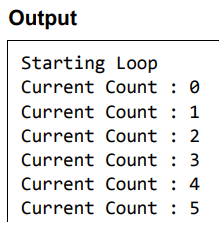 Output
Starting Loop
Current Count : 0
Current Count : 1
Current Count : 2
Current Count : 3
Current Count : 4
Current Count : 5